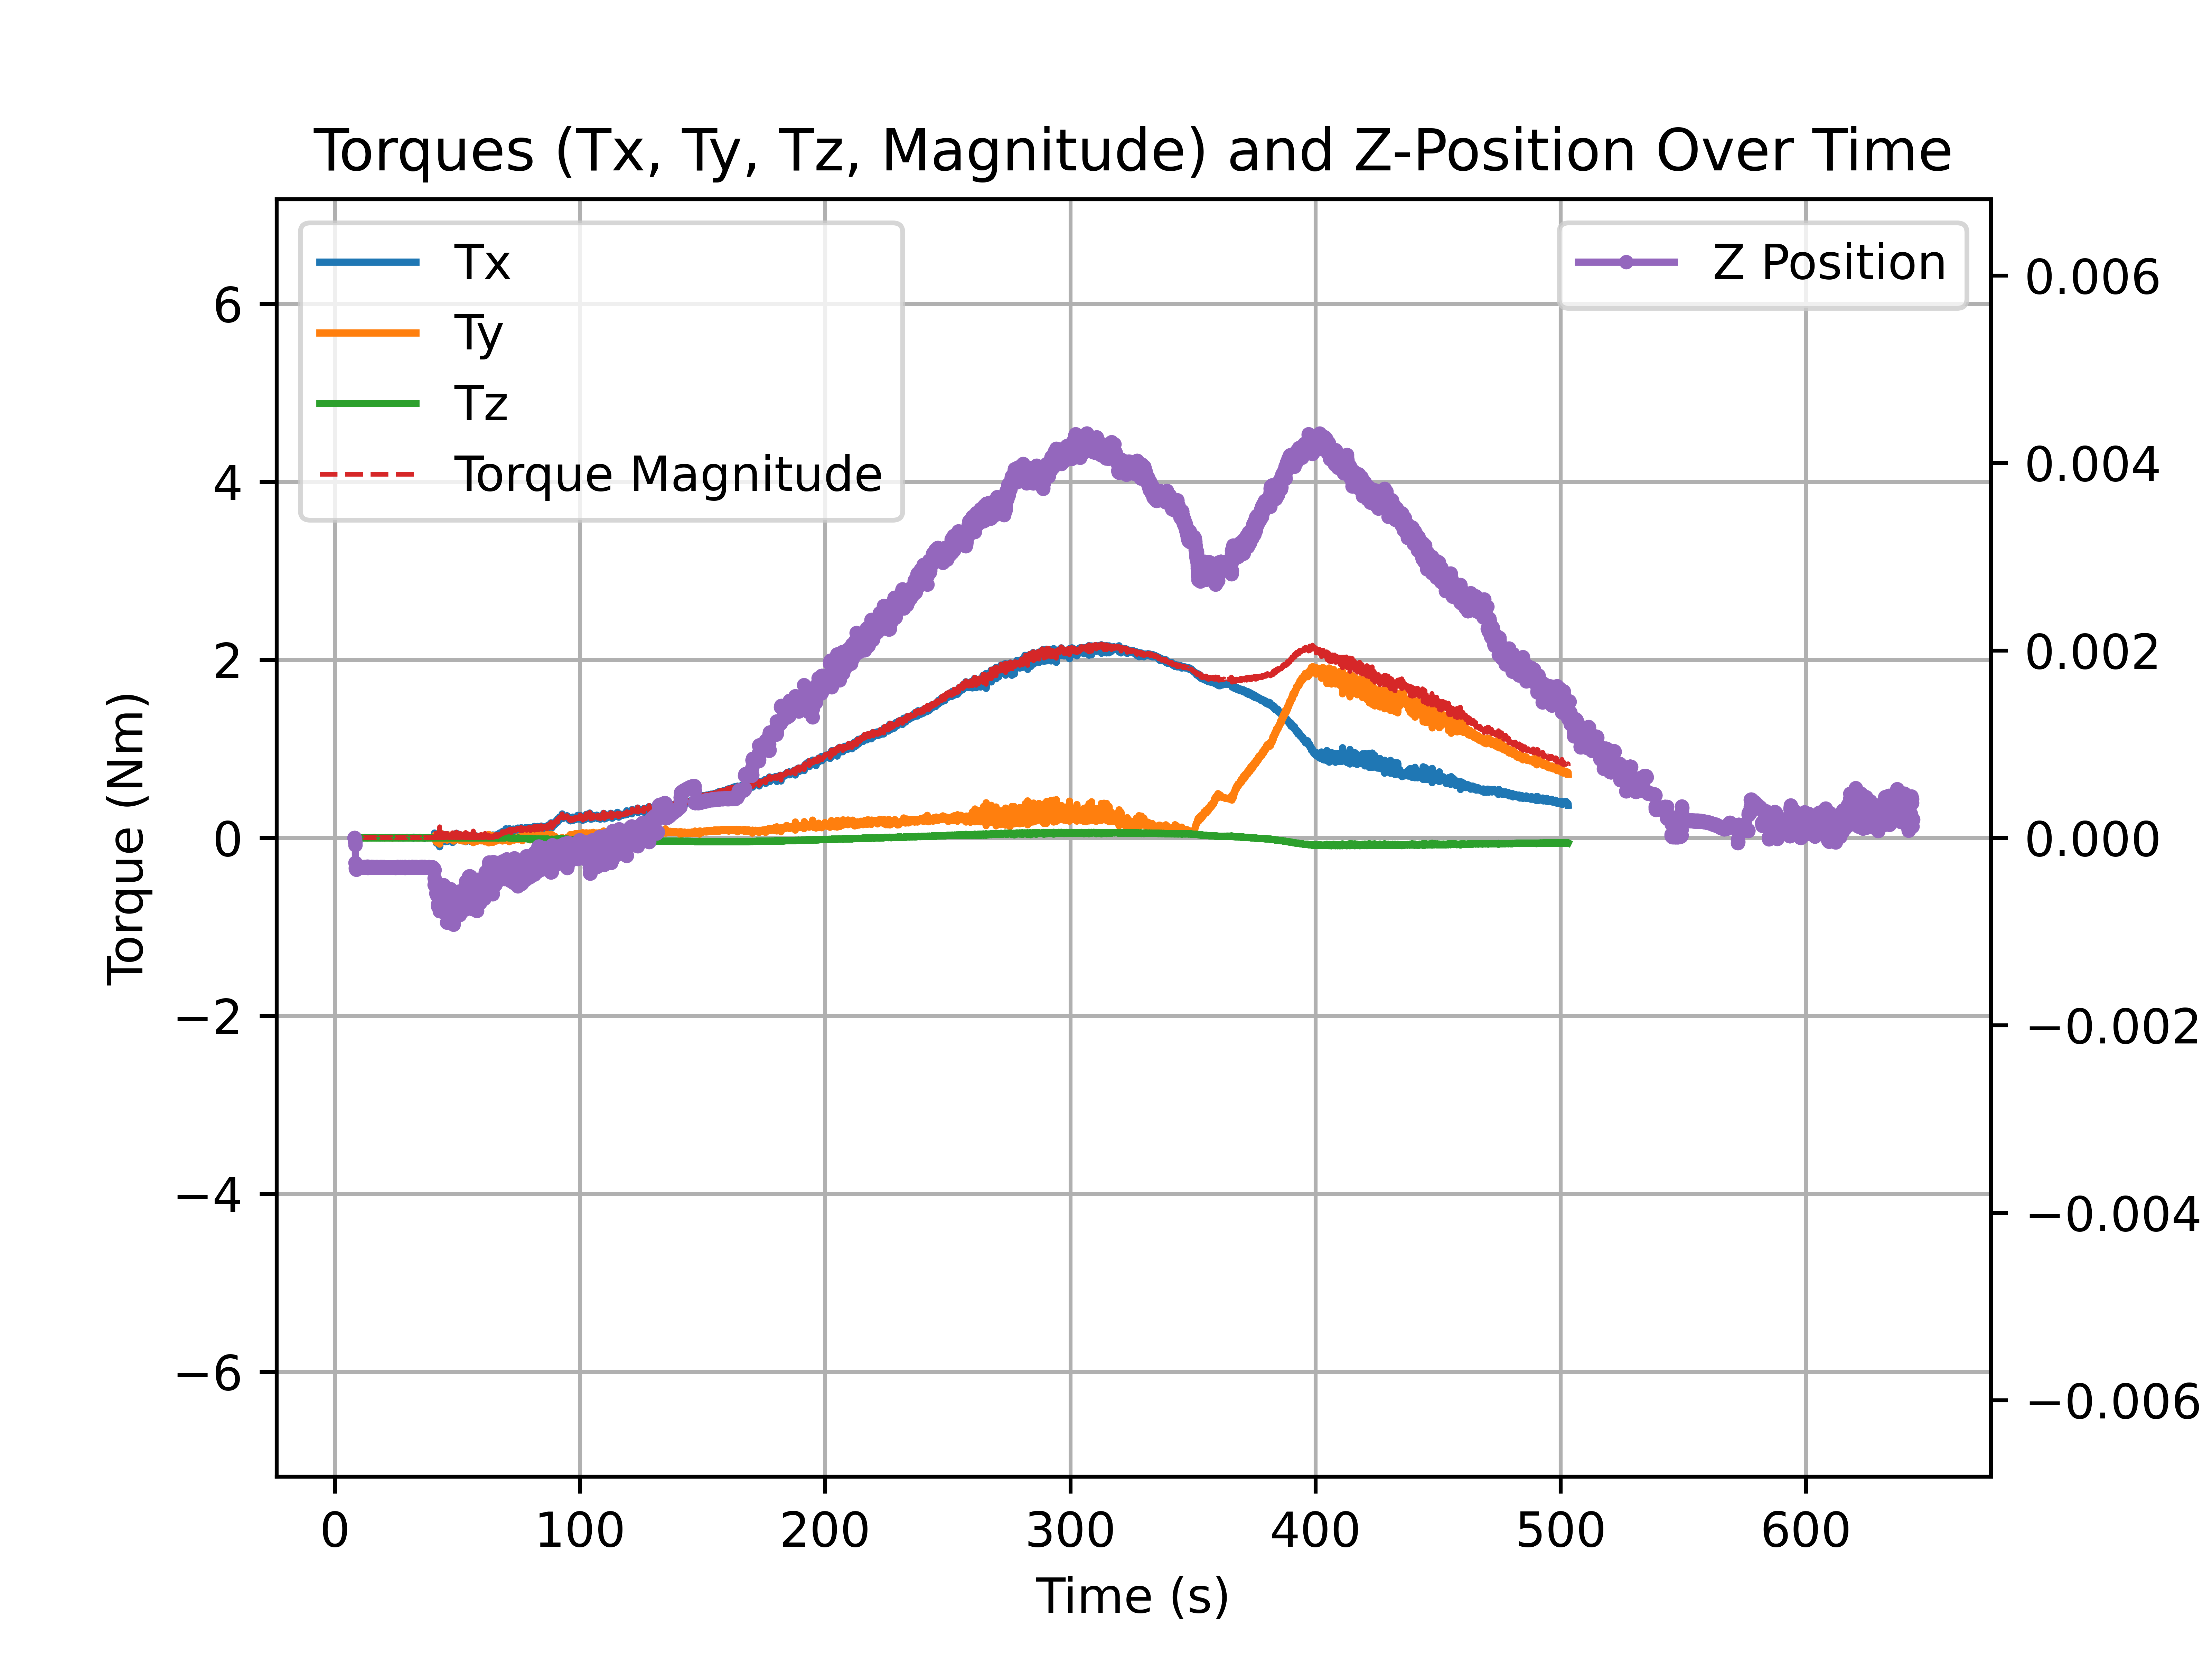 Torques (Tx, Ty, Tz, Magnitude) and Z-Position Over Time
Tx
Ty
Tz
Torque Magnitude
Z Position
6
4
2
0
−2
−4
−6
Torque (Nm)
0.006
0.004
0.002
0.000
−0.002
−0.004
−0.006
0 100 200 300 400 500 600
Time (s)